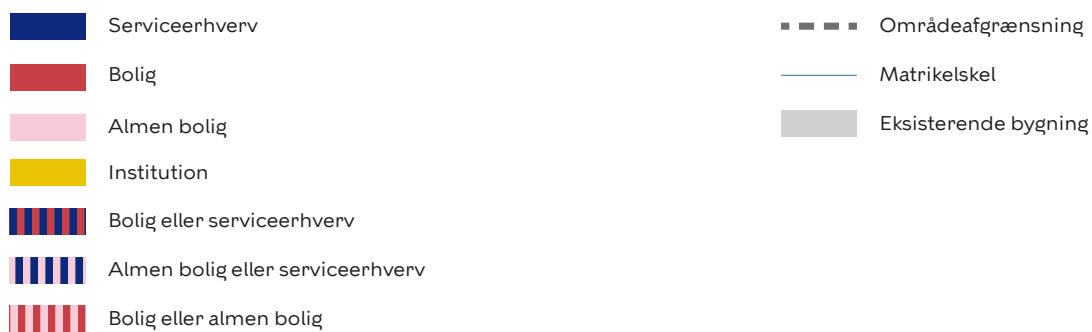 Serviceerhverv
Bolig
Almen bolig
Institution
Bolig eller serviceerhverv
Almen bolig eller serviceerhverv
Bolig eller almen bolig
Områdeafgrænsning
Matrikelskel
Eksisterende bygning